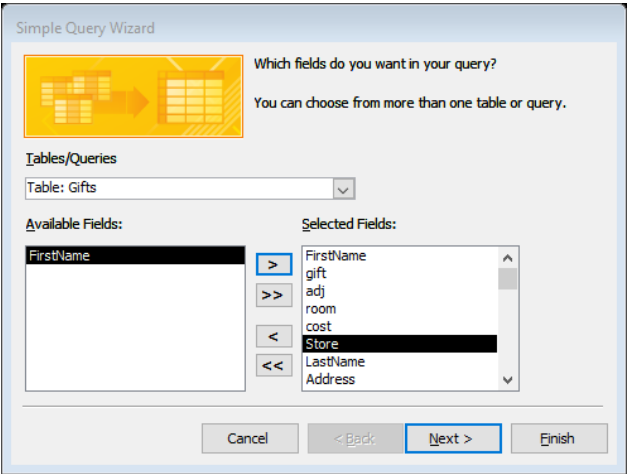 Simple Query Wizard
Which fields do you want in your query?
You can choose from more than one table or query.
Tables/Queries
Table: Gifts
Available Fields:
Selected Fields:
FirstName
>
>>
<
<<
FirstName
gift
adj
room
cost
Store
LastName
Address
Cancel
< Back
Next >
Finish